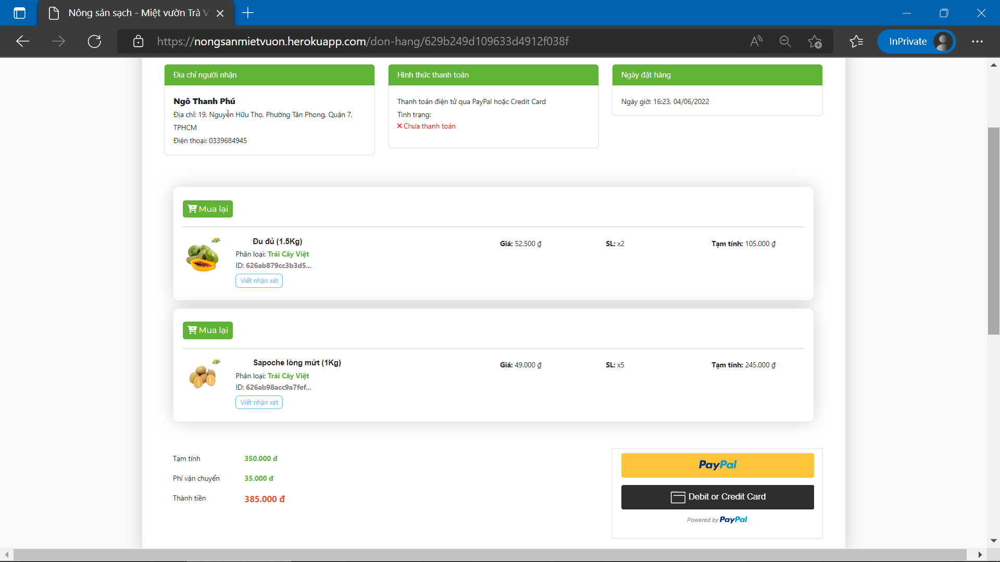 Nông sản sạch - Miệt vườn Trà V
https://nongsanmietvuon.herokuapp.com/don-hang/629b249d109633d4912f038f
InPrivate
Địa chỉ người nhận
Ngô Thanh Phú
Địa chỉ: 19, Nguyễn Hữu Thọ, Phường Tân Phong, Quận 7,
TPHCM
Điện thoại: 0339684945
Hình thức thanh toán
Thanh toán điện tử qua PayPal hoặc Credit Card
Tình trạng:
Chưa thanh toán
Ngày đặt hàng
Ngày giờ: 16:23, 04/06/2022
Mua lại
Đu đủ (1.5Kg)
Phân loại: Trái Cây Việt
ID: 626ab879cc3b3d5...
Viết nhận xét
Giá: 52.500 ₫
SL: x2
Tạm tính: 105.000 ₫
Mua lại
Sapoche lòng mứt (1Kg)
Phân loại: Trái Cây Việt
ID: 626ab98acc9a7fef...
Viết nhận xét
Giá: 49.000 ₫
SL: x5
Tạm tính: 245.000 ₫
Tạm tính 350.000 đ
Phí vận chuyển 35.000 đ
Thành tiền 385.000 đ
PayPal
Debit or Credit Card
Powered by PayPal